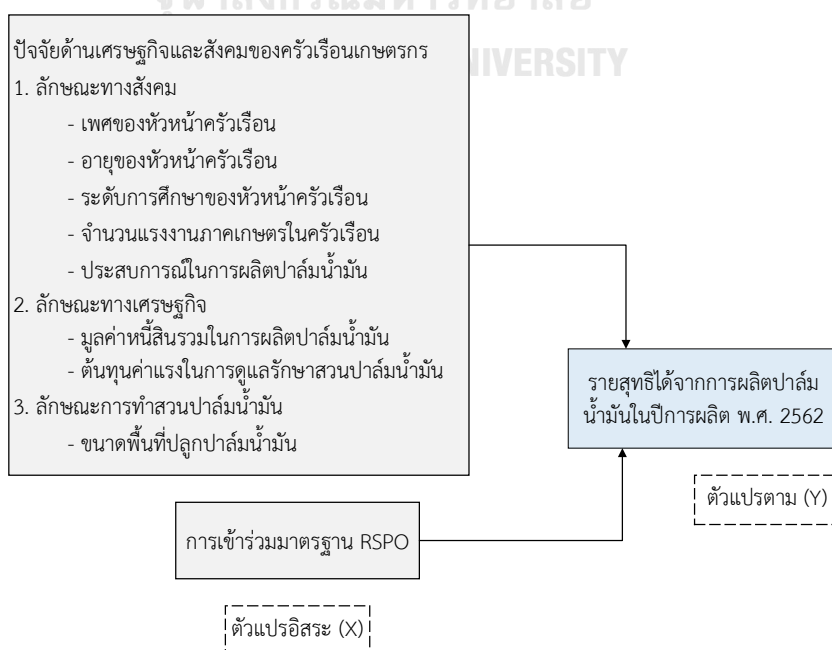 จุฬาลงกรณ์มหาวิทยาลัย
NIVERSITY
ปัจจัยด้านเศรษฐกิจและสังคมของครัวเรือนเกษตรกร
1. ลักษณะทางสังคม
- เพศของหัวหน้าครัวเรือน
- อายุของหัวหน้าครัวเรือน
- ระดับการศึกษาของหัวหน้าครัวเรือน
- จำนวนแรงงานภาคเกษตรในครัวเรือน
- ประสบการณ์ในการผลิตปาล์มน้ำมัน
2. ลักษณะทางเศรษฐกิจ
- มูลค่าหนี้สินรวมในการผลิตปาล์มน้ำมัน
- ต้นทุนค่าแรงในการดูแลรักษาสวนปาล์มน้ำมัน
3. ลักษณะการทำสวนปาล์มน้ำมัน
- ขนาดพื้นที่ปลูกปาล์มน้ำมัน
รายสุทธิได้จากการผลิตปาล์ม
น้ำมันในปีการผลิต พ.ศ. 2562
ตัวแปรตาม (Y)
การเข้าร่วมมาตรฐาน RSPO
ตัวแปรอิสระ (X)